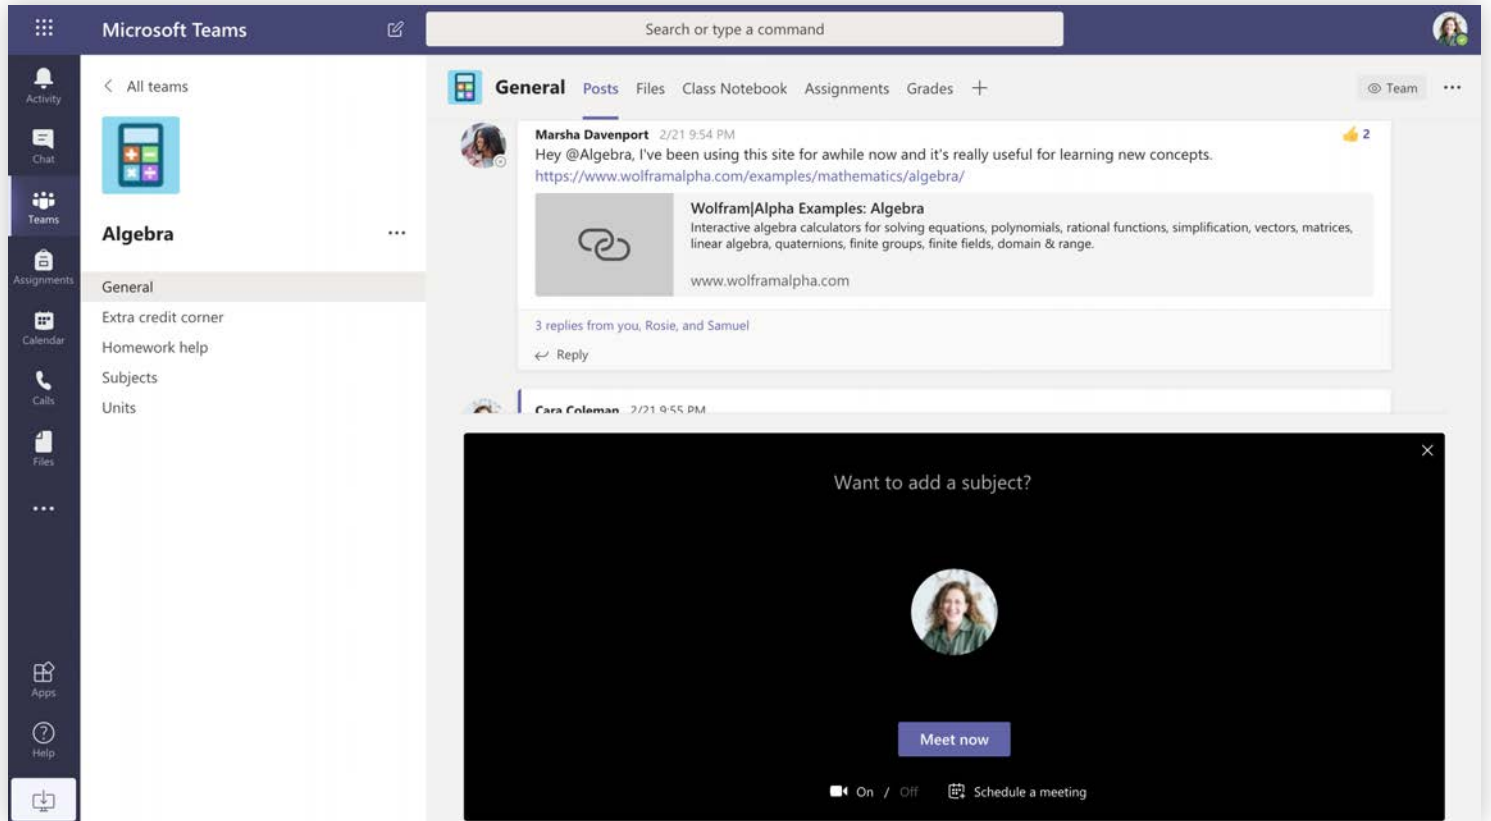 Microsoft Teams
Search or type a command
Activity
Chat
Teams
Assignments
Calendar
Calls
Files
Apps
Help
All teams
Algebra
General
Extra credit corner
Homework help
Subjects
Units
General Posts Files Class Notebook Assignments Grades
Team
Marsha Davenport 2/21 9:54 PM
2
Hey @Algebra, I've been using this site for awhile now and it's really useful for learning new concepts.
https://www.wolframalpha.com/examples/mathematics/algebra/
Wolfram|Alpha Examples: Algebra
Interactive algebra calculators for solving equations, polynomials, rational functions, simplification, vectors, matrices,
linear algebra, quaternions, finite groups, finite fields, domain & range.
www.wolframalpha.com
3 replies from you, Rosie, and Samuel
Reply
Cara Coleman 2/21 9:55 PM
Want to add a subject?
Meet now
On / Off Schedule a meeting